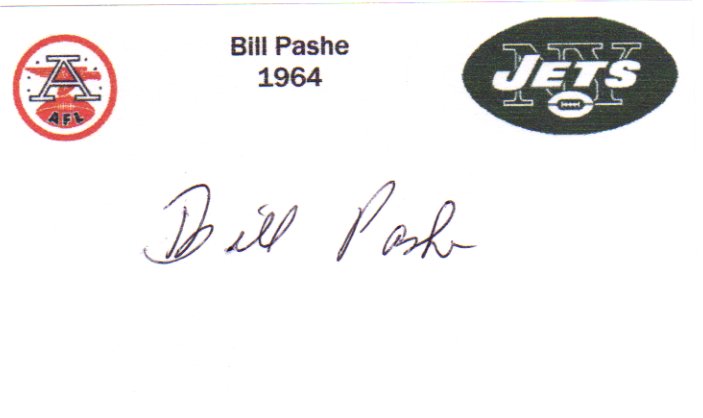 Bill Pashe
1964
A
AFL
NY
JETS
Bill Pashe